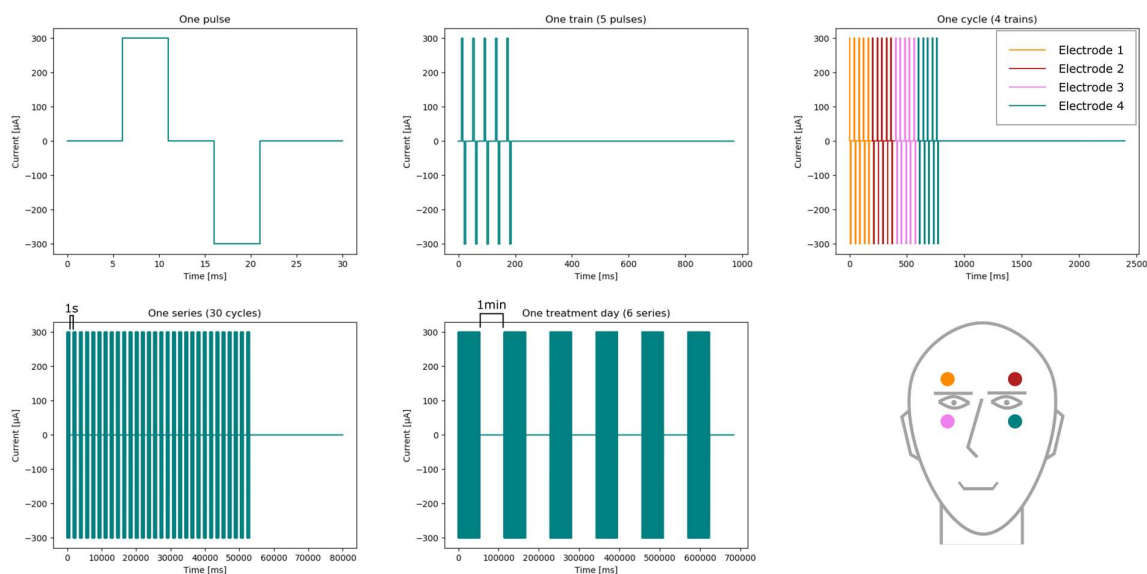 One pulse
300
200
100
0
−100
−200
−300
Current [µA]
0 5 10 15 20 25 30
Time [ms]
One train (5 pulses)
300
200
100
0
−100
−200
−300
Current [µA]
0 200 400 600 800 1000
Time [ms]
One cycle (4 trains)
300
200
100
0
−100
−200
−300
Current [µA]
Electrode 1
Electrode 2
Electrode 3
Electrode 4
0 500 1000 1500 2000 2500
Time [ms]
1s
One series (30 cycles)
300
200
100
0
−100
−200
−300
Current [µA]
0 10000 20000 30000 40000 50000 60000 70000 80000
Time [ms]
1min
One treatment day (6 series)
300
200
100
0
−100
−200
−300
Current [µA]
0 100000 200000 300000 400000 500000 600000 700000
Time [ms]